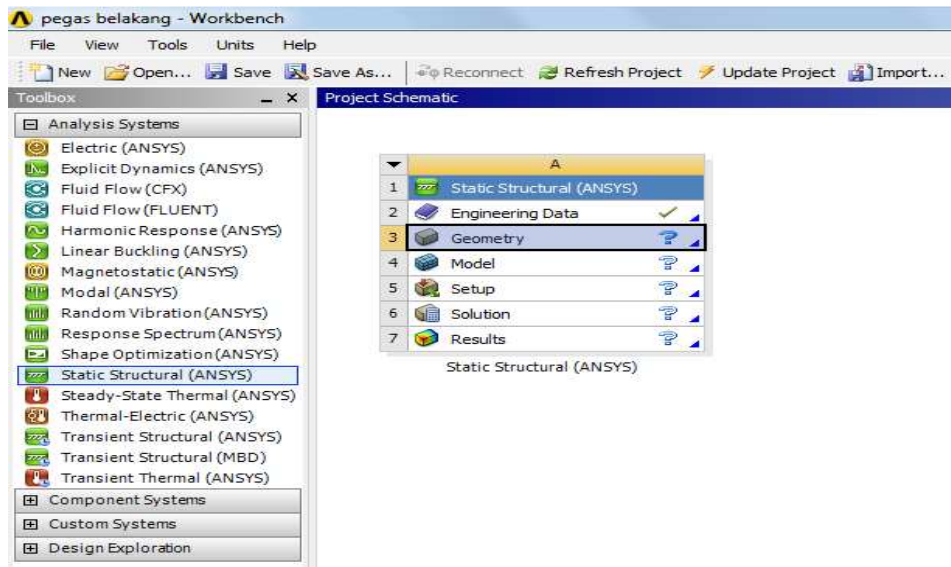 pegas belakang - Workbench
File View Tools Units Help
New Open... Save Save As... Reconnect Refresh Project Update Project Import...
Toolbox
Project Schematic
Analysis Systems
Electric (ANSYS)
Explicit Dynamics (ANSYS)
Fluid Flow (CFX)
Fluid Flow (FLUENT)
Harmonic Response (ANSYS)
Linear Buckling (ANSYS)
Magnetostatic (ANSYS)
Modal (ANSYS)
Random Vibration (ANSYS)
Response Spectrum (ANSYS)
Shape Optimization (ANSYS)
Static Structural (ANSYS)
Steady-State Thermal (ANSYS)
Thermal-Electric (ANSYS)
Transient Structural (ANSYS)
Transient Structural (MBD)
Transient Thermal (ANSYS)
Component Systems
Custom Systems
Design Exploration
A
1 Static Structural (ANSYS)
2 Engineering Data
3 Geometry
4 Model
5 Setup
6 Solution
7 Results
Static Structural (ANSYS)